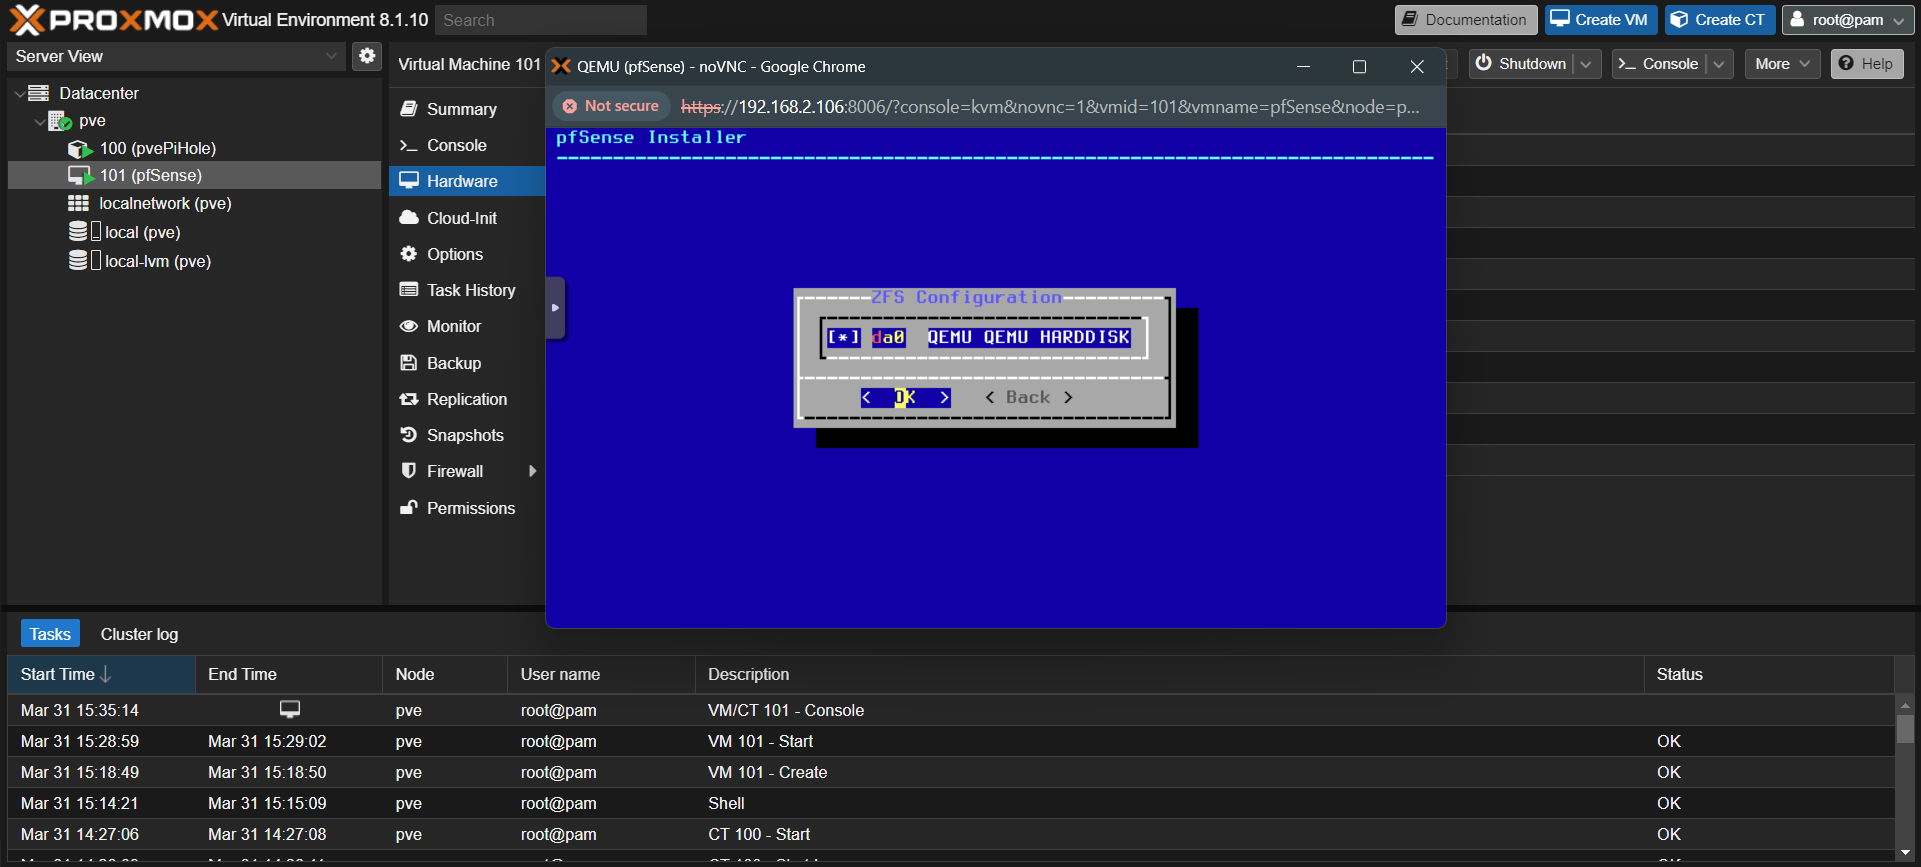 PROXMOX Virtual Environment 8.1.10 Search Documentation Create VM Create CT root@pam
Server View
Virtual Machine 101 Shutdown Console More Help
Datacenter
pve
100 (pvePiHole)
101 (pfSense)
localnetwork (pve)
local (pve)
local-lvm (pve)
Summary
Console
Hardware
Cloud-Init
Options
Task History
Monitor
Backup
Replication
Snapshots
Firewall
Permissions
QEMU (pfSense) - noVNC - Google Chrome
Not secure https://192.168.2.106:8006/?console=kvm&novnc=1&vmid=101&vmname=pfSense&node=p...
pfSense Installer
ZFS Configuration
[*] da0 QEMU QEMU HARDDISK
< OK > < Back >
Tasks Cluster log
Start Time End Time Node User name Description Status
Mar 31 15:35:14 pve root@pam VM/CT 101 - Console
Mar 31 15:28:59 Mar 31 15:29:02 pve root@pam VM 101 - Start OK
Mar 31 15:18:49 Mar 31 15:18:50 pve root@pam VM 101 - Create OK
Mar 31 15:14:21 Mar 31 15:15:09 pve root@pam Shell OK
Mar 31 14:27:06 Mar 31 14:27:08 pve root@pam CT 100 - Start OK